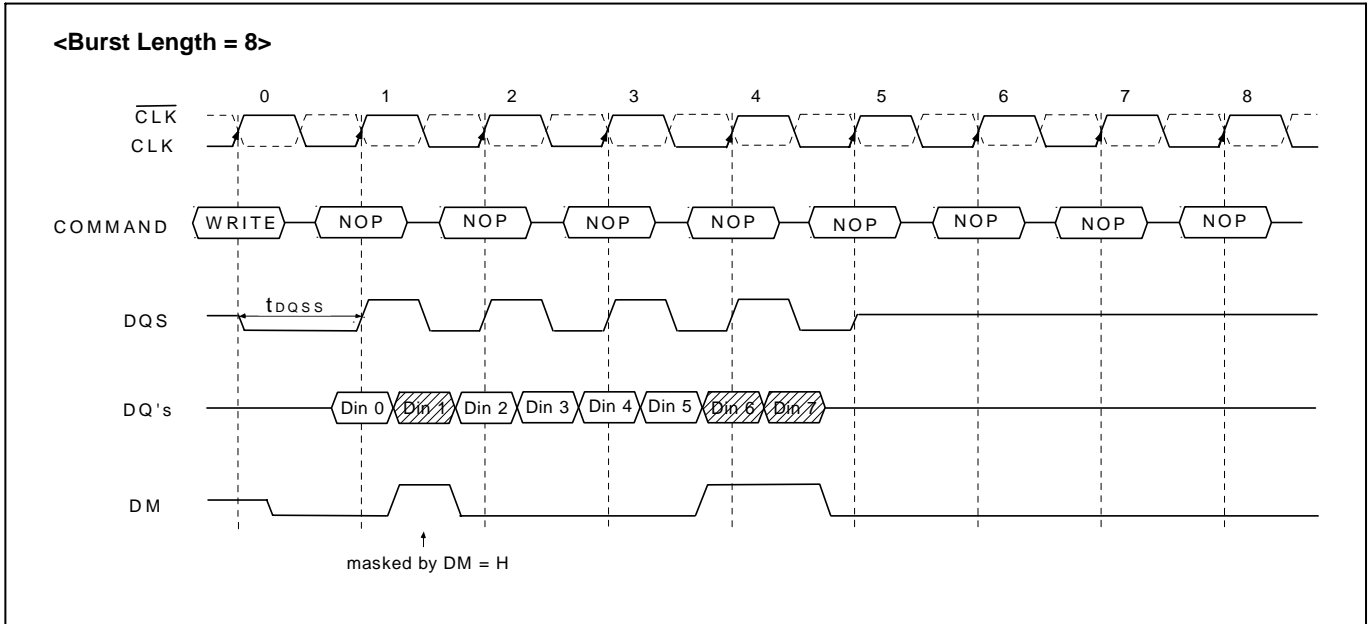 <Burst Length = 8>
0 1 2 3 4 5 6 7 8
CLK
CLK
COMMAND WRITE NOP NOP NOP NOP NOP NOP NOP NOP
DQS tDQSS
DQ's Din 0 Din 1 Din 2 Din 3 Din 4 Din 5 Din 6 Din 7
DM
masked by DM = H